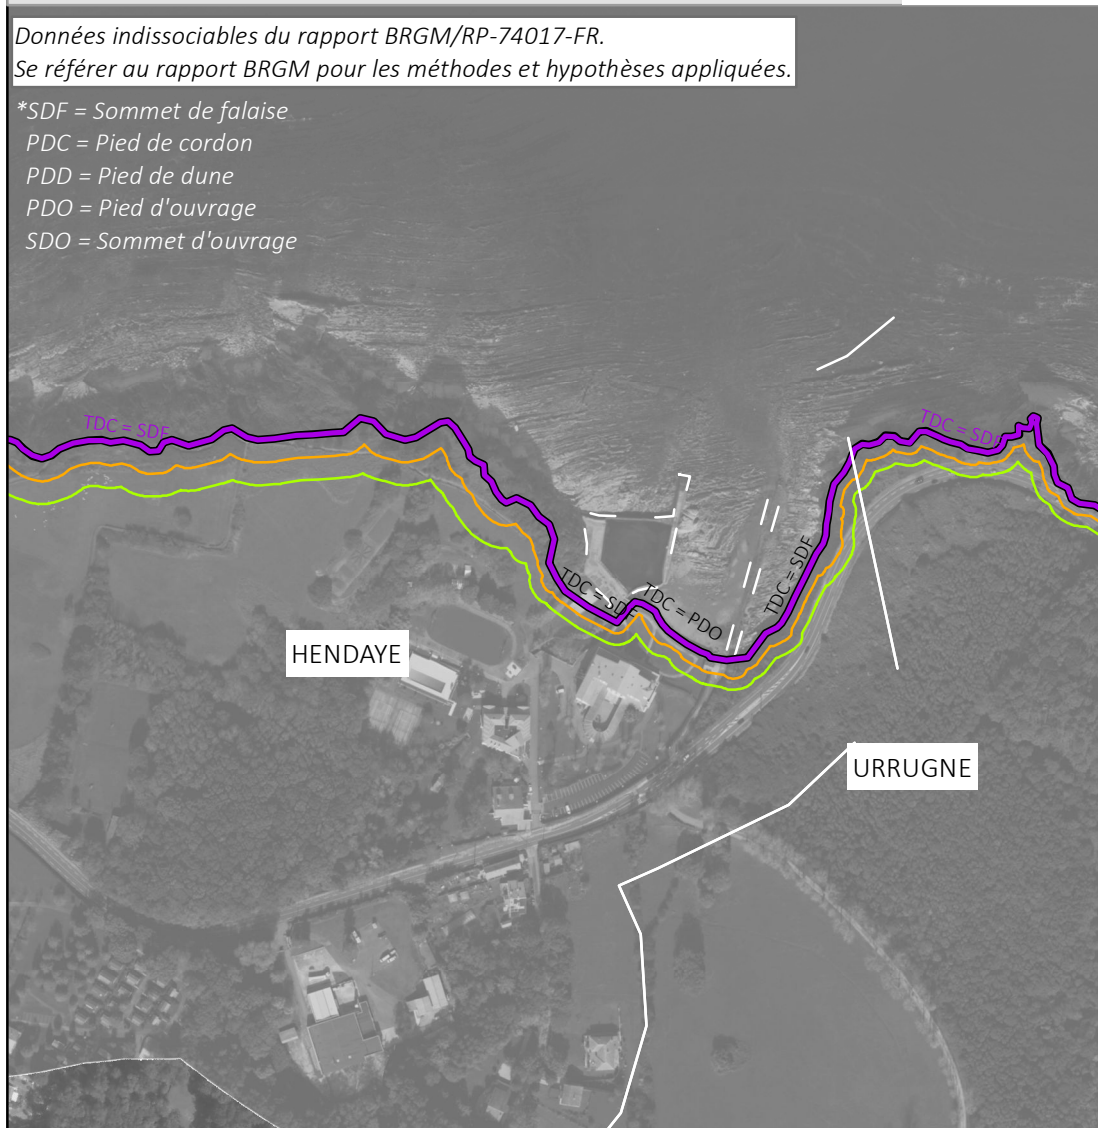 Données indissociables du rapport BRGM/RP-74017-FR.
Se référer au rapport BRGM pour les méthodes et hypothèses appliquées.
*SDF = Sommet de falaise
PDC = Pied de cordon
PDD = Pied de dune
PDO = Pied d'ouvrage
SDO = Sommet d'ouvrage
TDC = SDF
TDC = SDF
TDC = SDF
TDC = SDF
TDC = PDO
HENDAYE
URRUGNE